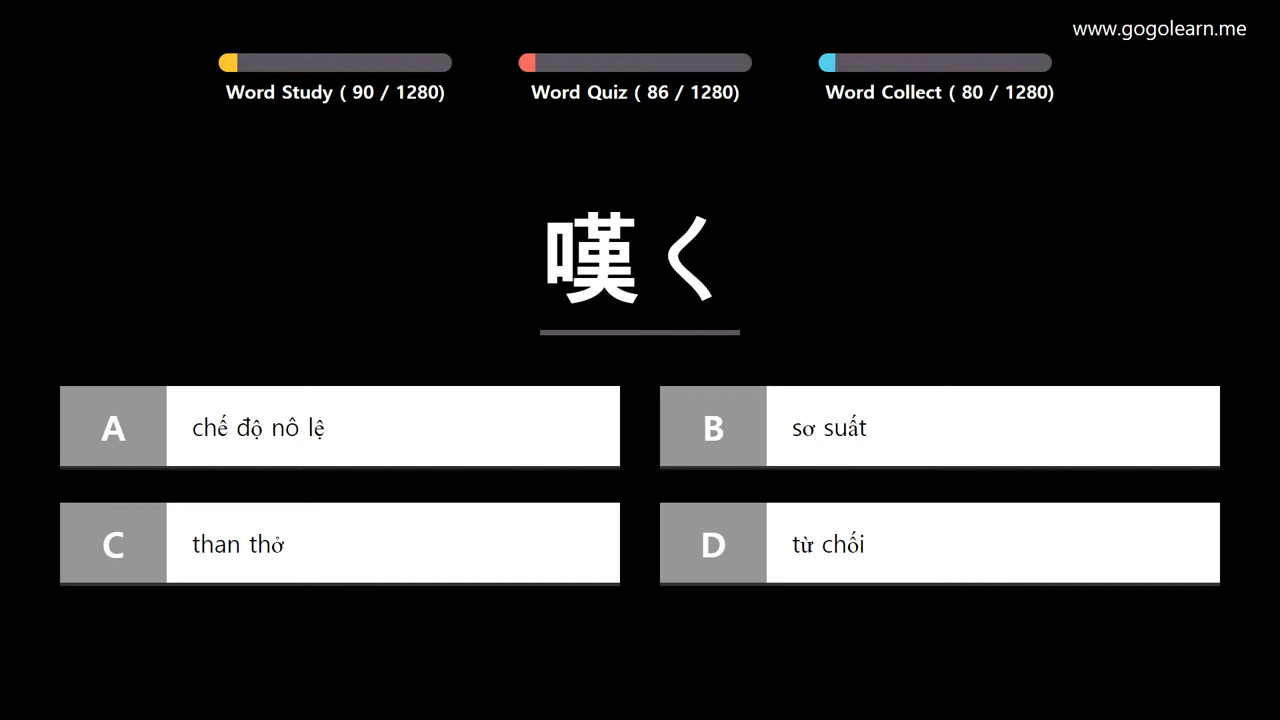 www.gogolearn.me
Word Study ( 90 / 1280)
Word Quiz ( 86 / 1280)
Word Collect ( 80 / 1280)
嘆く
A chế độ nô lệ
B sơ suất
C than thở
D từ chối